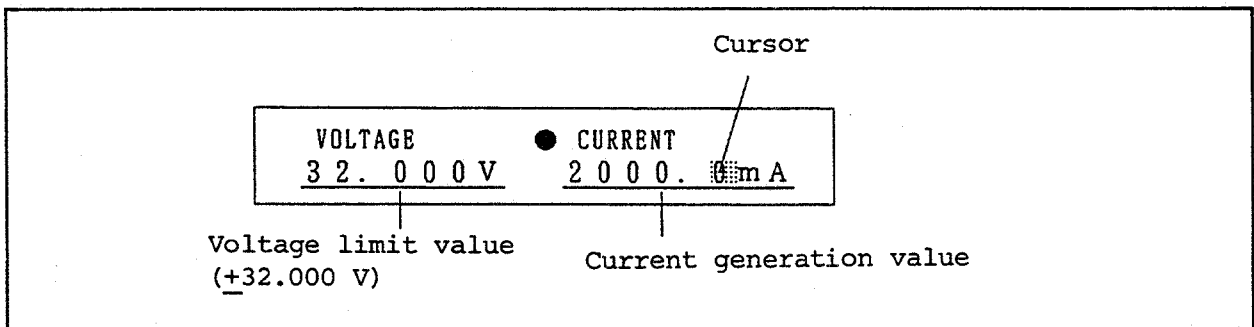 Cursor
VOLTAGE ● CURRENT
32.000V 2000.0mA
Voltage limit value
Current generation value
(±32.000 V)